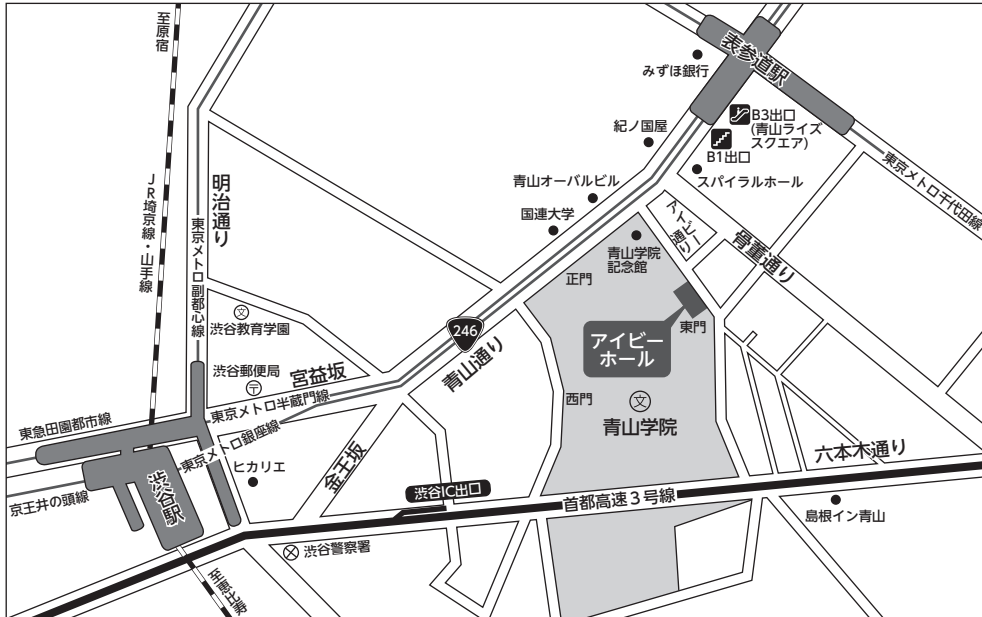 至原宿
表参道駅
みずほ銀行
B3出口
(青山ライズ
スクエア)
B1出口
紀ノ国屋
スパイラルホール
東京メトロ千代田線
青山オーバルビル
国連大学
アイビー
通り
骨董通り
JR埼京線・山手線
明治通り
東京メトロ副都心線
青山学院
記念館
正門
東門
アイビー
ホール
文
渋谷教育学園
246
青山通り
渋谷郵便局
〒
宮益坂
東京メトロ半蔵門線
西門
文
青山学院
東急田園都市線
東京メトロ銀座線
ヒカリエ
金王坂
六本木通り
京王井の頭線
渋谷駅
渋谷IC出口
首都高速3号線
島根イン青山
渋谷警察署
至恵比寿